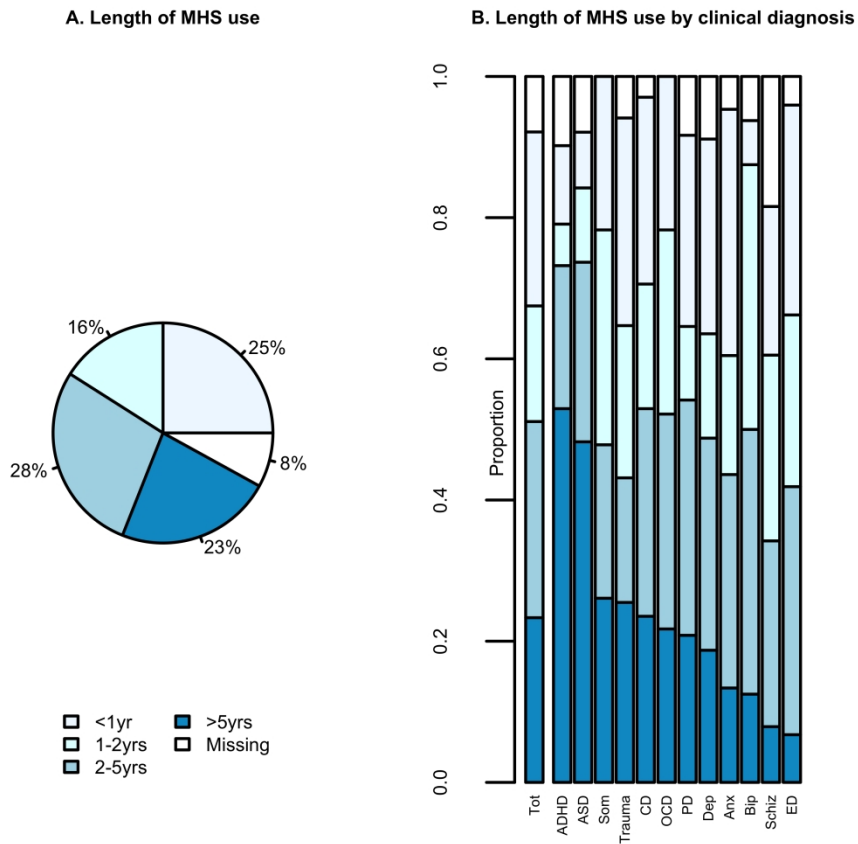 A. Length of MHS use
16%
25%
28%
8%
23%
<1yr
1-2yrs
2-5yrs
>5yrs
Missing
B. Length of MHS use by clinical diagnosis
Proportion
1.0
0.8
0.6
0.4
0.2
0.0
Tot
ADHD
ASD
Som
Trauma
CD
OCD
PD
Dep
Anx
Bip
Schiz
ED